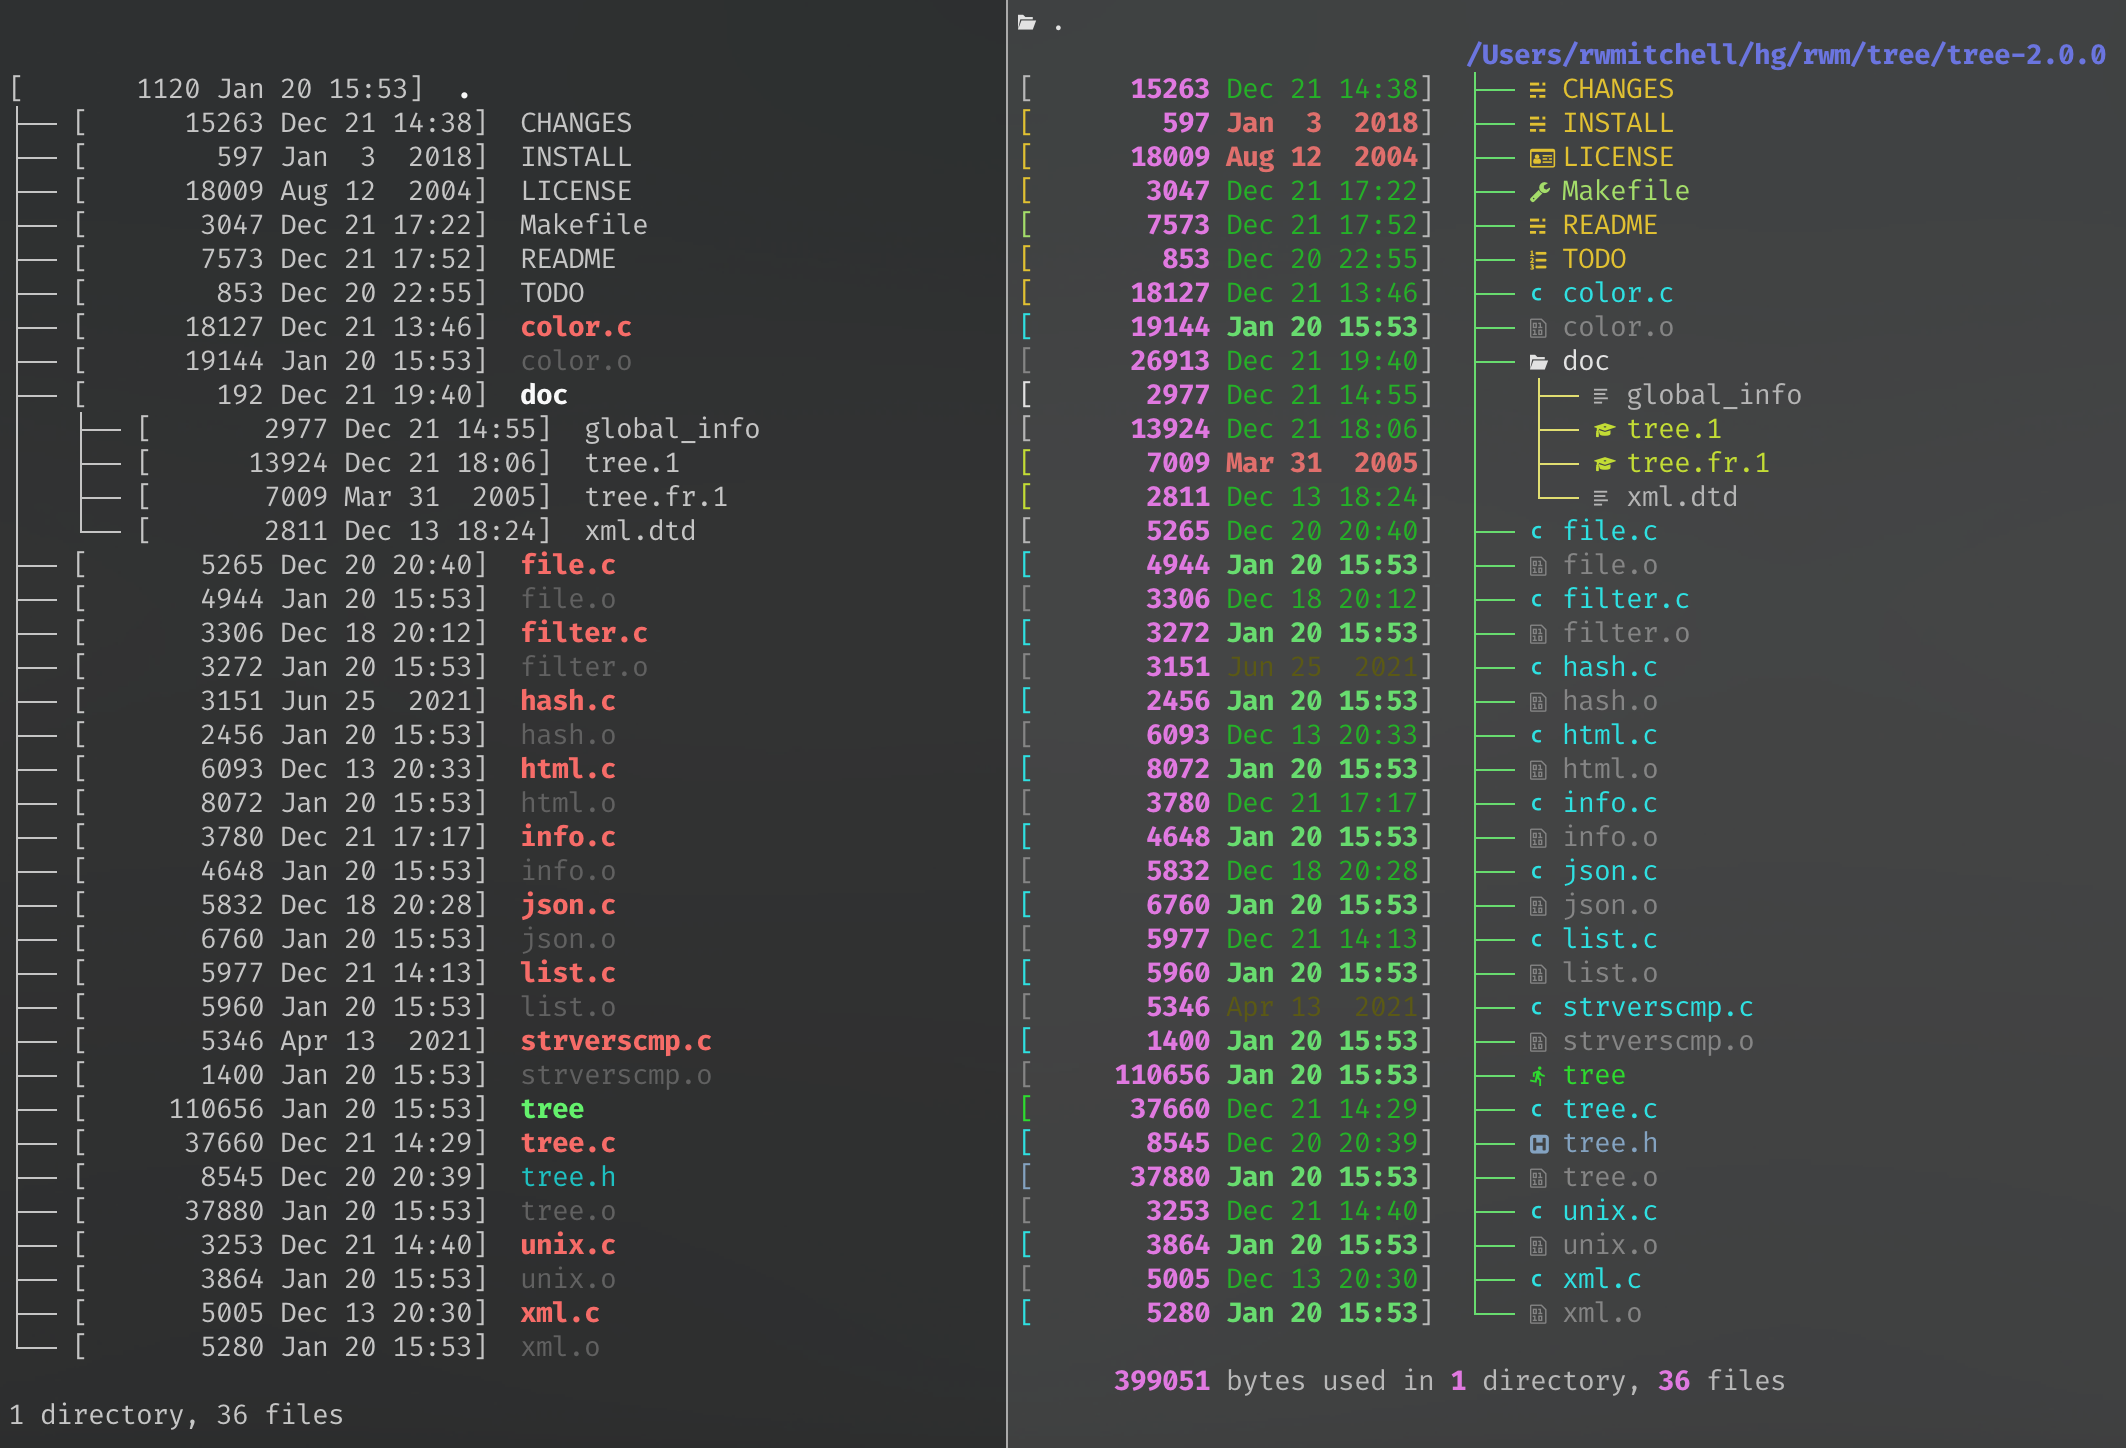 [       1120 Jan 20 15:53]  .
├── [      15263 Dec 21 14:38]  CHANGES
├── [        597 Jan  3  2018]  INSTALL
├── [      18009 Aug 12  2004]  LICENSE
├── [       3047 Dec 21 17:22]  Makefile
├── [       7573 Dec 21 17:52]  README
├── [        853 Dec 20 22:55]  TODO
├── [      18127 Dec 21 13:46]  color.c
├── [      19144 Jan 20 15:53]  color.o
├── [        192 Dec 21 19:40]  doc
│   ├── [       2977 Dec 21 14:55]  global_info
│   ├── [      13924 Dec 21 18:06]  tree.1
│   ├── [       7009 Mar 31  2005]  tree.fr.1
│   └── [       2811 Dec 13 18:24]  xml.dtd
├── [       5265 Dec 20 20:40]  file.c
├── [       4944 Jan 20 15:53]  file.o
├── [       3306 Dec 18 20:12]  filter.c
├── [       3272 Jan 20 15:53]  filter.o
├── [       3151 Jun 25  2021]  hash.c
├── [       2456 Jan 20 15:53]  hash.o
├── [       6093 Dec 13 20:33]  html.c
├── [       8072 Jan 20 15:53]  html.o
├── [       3780 Dec 21 17:17]  info.c
├── [       4648 Jan 20 15:53]  info.o
├── [       5832 Dec 18 20:28]  json.c
├── [       6760 Jan 20 15:53]  json.o
├── [       5977 Dec 21 14:13]  list.c
├── [       5960 Jan 20 15:53]  list.o
├── [       5346 Apr 13  2021]  strverscmp.c
├── [       1400 Jan 20 15:53]  strverscmp.o
├── [     110656 Jan 20 15:53]  tree
├── [      37660 Dec 21 14:29]  tree.c
├── [       8545 Dec 20 20:39]  tree.h
├── [      37880 Jan 20 15:53]  tree.o
├── [       3253 Dec 21 14:40]  unix.c
├── [       3864 Jan 20 15:53]  unix.o
├── [       5005 Dec 13 20:30]  xml.c
└── [       5280 Jan 20 15:53]  xml.o
1 directory, 36 files
.
/Users/rwmitchell/hg/rwm/tree/tree-2.0.0
[      15263 Dec 21 14:38]  ├── CHANGES
[        597 Jan  3  2018]  ├── INSTALL
[      18009 Aug 12  2004]  ├── LICENSE
[       3047 Dec 21 17:22]  ├── Makefile
[       7573 Dec 21 17:52]  ├── README
[        853 Dec 20 22:55]  ├── TODO
[      18127 Dec 21 13:46]  ├── c color.c
[      19144 Jan 20 15:53]  ├── color.o
[      26913 Dec 21 19:40]  ├── doc
[       2977 Dec 21 14:55]  │   ├── global_info
[      13924 Dec 21 18:06]  │   ├── tree.1
[       7009 Mar 31  2005]  │   ├── tree.fr.1
[       2811 Dec 13 18:24]  │   └── xml.dtd
[       5265 Dec 20 20:40]  ├── c file.c
[       4944 Jan 20 15:53]  ├── file.o
[       3306 Dec 18 20:12]  ├── c filter.c
[       3272 Jan 20 15:53]  ├── filter.o
[       3151 Jun 25  2021]  ├── c hash.c
[       2456 Jan 20 15:53]  ├── hash.o
[       6093 Dec 13 20:33]  ├── c html.c
[       8072 Jan 20 15:53]  ├── html.o
[       3780 Dec 21 17:17]  ├── c info.c
[       4648 Jan 20 15:53]  ├── info.o
[       5832 Dec 18 20:28]  ├── c json.c
[       6760 Jan 20 15:53]  ├── json.o
[       5977 Dec 21 14:13]  ├── c list.c
[       5960 Jan 20 15:53]  ├── list.o
[       5346 Apr 13  2021]  ├── c strverscmp.c
[       1400 Jan 20 15:53]  ├── strverscmp.o
[     110656 Jan 20 15:53]  ├── tree
[      37660 Dec 21 14:29]  ├── c tree.c
[       8545 Dec 20 20:39]  ├── H tree.h
[      37880 Jan 20 15:53]  ├── tree.o
[       3253 Dec 21 14:40]  ├── c unix.c
[       3864 Jan 20 15:53]  ├── unix.o
[       5005 Dec 13 20:30]  ├── c xml.c
[       5280 Jan 20 15:53]  └── xml.o
399051 bytes used in 1 directory, 36 files